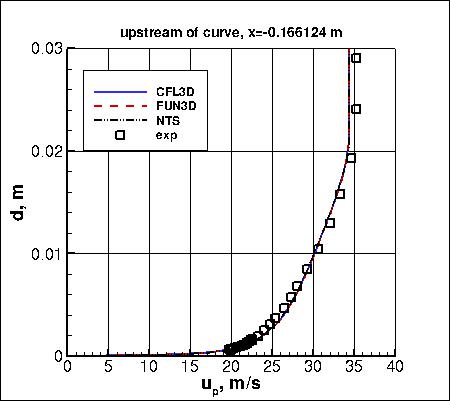 upstream of curve, x=-0.166124 m
0.03
CFL3D
FUN3D
NTS
exp
0.02
d, m
0.01
0
0 5 10 15 20 25 30 35 40
up, m/s